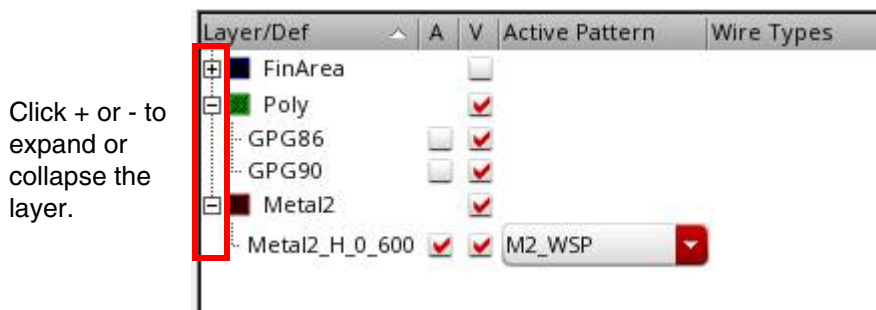 Layer/Def A V Active Pattern Wire Types
FinArea
Click + or - to
expand or
collapse the
layer.
Poly
GPG86
GPG90
Metal2
Metal2_H_0_600 M2_WSP